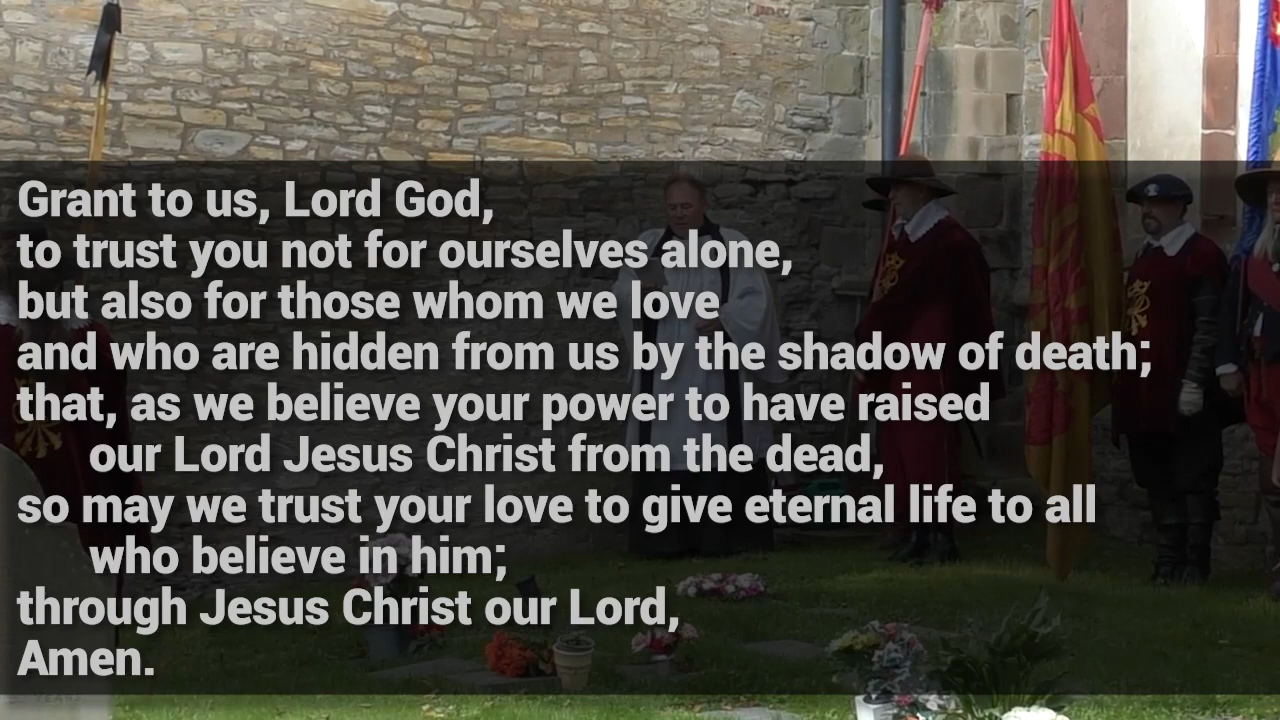 Grant to us, Lord God,
to trust you not for ourselves alone,
but also for those whom we love
and who are hidden from us by the shadow of death;
that, as we believe your power to have raised
our Lord Jesus Christ from the dead,
so may we trust your love to give eternal life to all
who believe in him;
through Jesus Christ our Lord,
Amen.